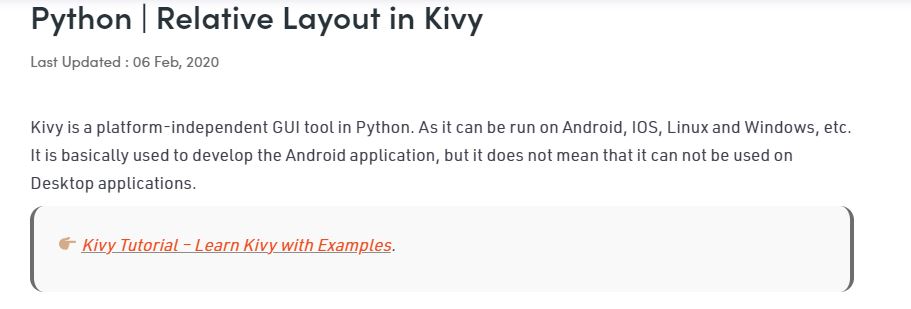 Python | Relative Layout in Kivy
Last Updated : 06 Feb, 2020
Kivy is a platform-independent GUI tool in Python. As it can be run on Android, IOS, Linux and Windows, etc.
It is basically used to develop the Android application, but it does not mean that it can not be used on
Desktop applications.
Kivy Tutorial – Learn Kivy with Examples.